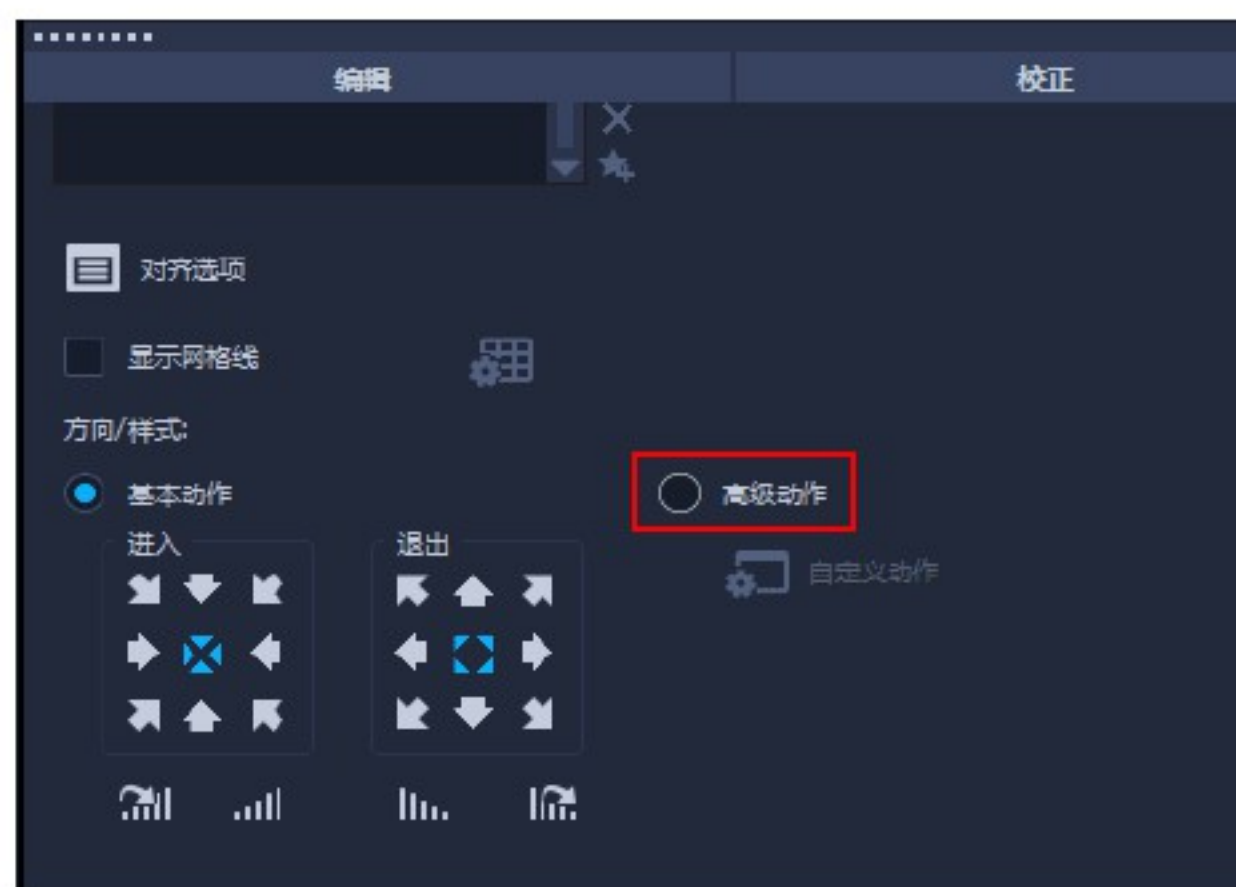 编辑 校正
对齐选项
显示网格线
方向/样式:
基本动作 高级动作
进入 退出 自定义动作